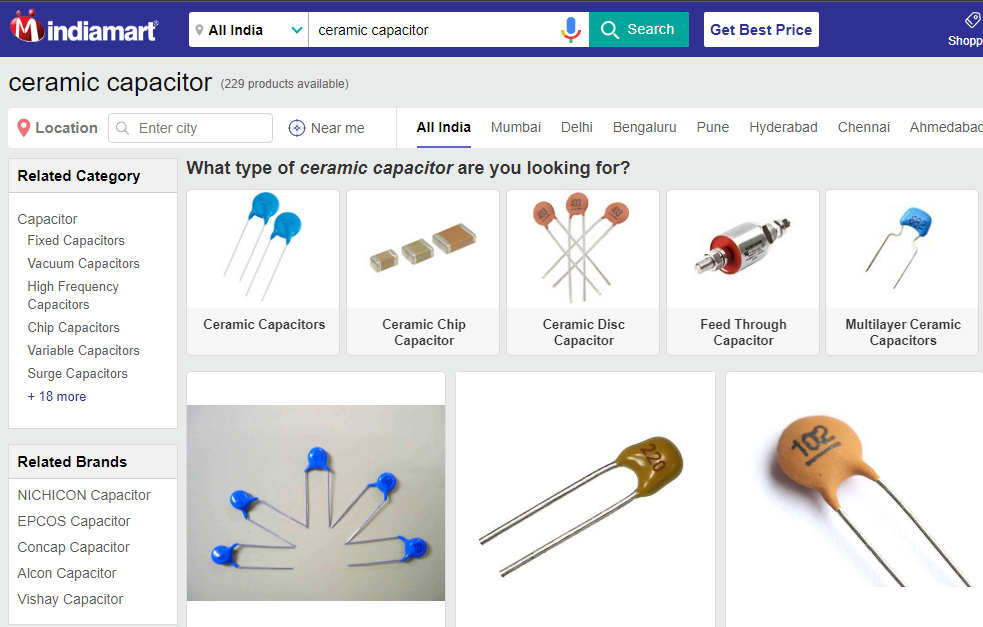 indiamart
All India
ceramic capacitor
Search
Get Best Price
Shopp
ceramic capacitor (229 products available)
Location
Enter city
Near me
All India
Mumbai
Delhi
Bengaluru
Pune
Hyderabad
Chennai
Ahmedabad
Related Category
Capacitor
Fixed Capacitors
Vacuum Capacitors
High Frequency
Capacitors
Chip Capacitors
Variable Capacitors
Surge Capacitors
+ 18 more
Related Brands
NICHICON Capacitor
EPCOS Capacitor
Concap Capacitor
Alcon Capacitor
Vishay Capacitor
What type of ceramic capacitor are you looking for?
403
403
403
Ceramic Capacitors
Ceramic Chip
Capacitor
Ceramic Disc
Capacitor
Feed Through
Capacitor
Multilayer Ceramic
Capacitors
220
102